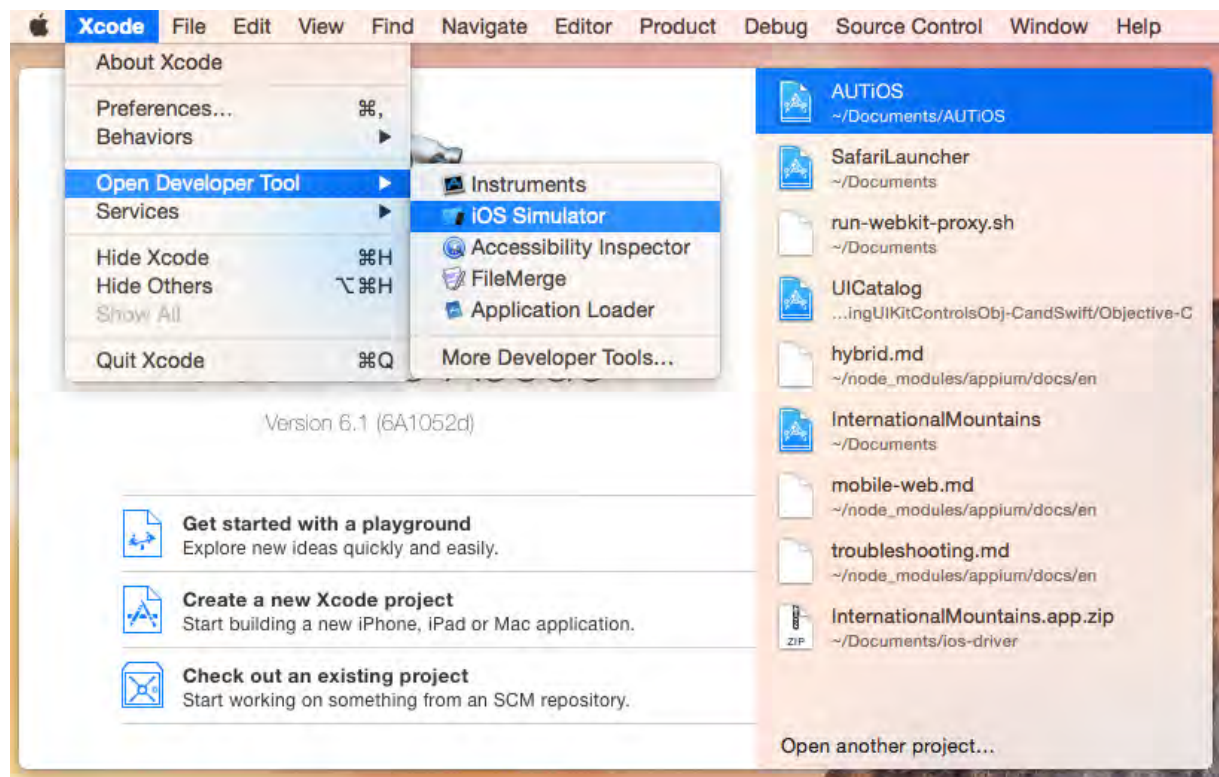 Xcode File Edit View Find Navigate Editor Product Debug Source Control Window Help
About Xcode
Preferences... ⌘,
Behaviors ▶
Open Developer Tool ▶
Services ▶
Hide Xcode ⌘H
Hide Others ⌥⌘H
Show All
Quit Xcode ⌘Q
Instruments
iOS Simulator
Accessibility Inspector
FileMerge
Application Loader
More Developer Tools...
Version 6.1 (6A1052d)
Get started with a playground
Explore new ideas quickly and easily.
Create a new Xcode project
Start building a new iPhone, iPad or Mac application.
Check out an existing project
Start working on something from an SCM repository.
AUTiOS
~/Documents/AUTiOS
SafariLauncher
~/Documents
run-webkit-proxy.sh
~/Documents
UICatalog
...ingUIKitControlsObj-CandSwift/Objective-C
hybrid.md
~/node_modules/appium/docs/en
InternationalMountains
~/Documents
mobile-web.md
~/node_modules/appium/docs/en
troubleshooting.md
~/node_modules/appium/docs/en
InternationalMountains.app.zip
ZIP ~/Documents/ios-driver
Open another project...